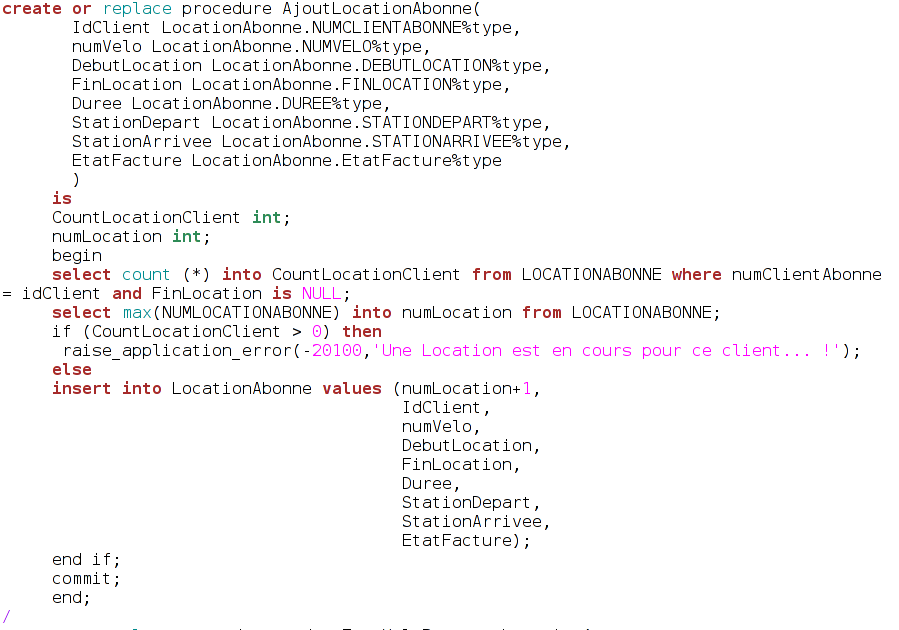 create or replace procedure AjoutLocationAbonne(
IdClient LocationAbonne.NUMCLIENTABONNE%type,
numVelo LocationAbonne.NUMVELO%type,
DebutLocation LocationAbonne.DEBUTLOCATION%type,
FinLocation LocationAbonne.FINLOCATION%type,
Duree LocationAbonne.DUREE%type,
StationDepart LocationAbonne.STATIONDEPART%type,
StationArrivee LocationAbonne.STATIONARRIVEE%type,
EtatFacture LocationAbonne.EtatFacture%type
)
is
CountLocationClient int;
numLocation int;
begin
select count (*) into CountLocationClient from LOCATIONABONNE where numClientAbonne
= idClient and FinLocation is NULL;
select max(NUMLOCATIONABONNE) into numLocation from LOCATIONABONNE;
if (CountLocationClient > 0) then
raise_application_error(-20100,'Une Location est en cours pour ce client... !');
else
insert into LocationAbonne values (numLocation+1,
IdClient,
numVelo,
DebutLocation,
FinLocation,
Duree,
StationDepart,
StationArrivee,
EtatFacture);
end if;
commit;
end;
/